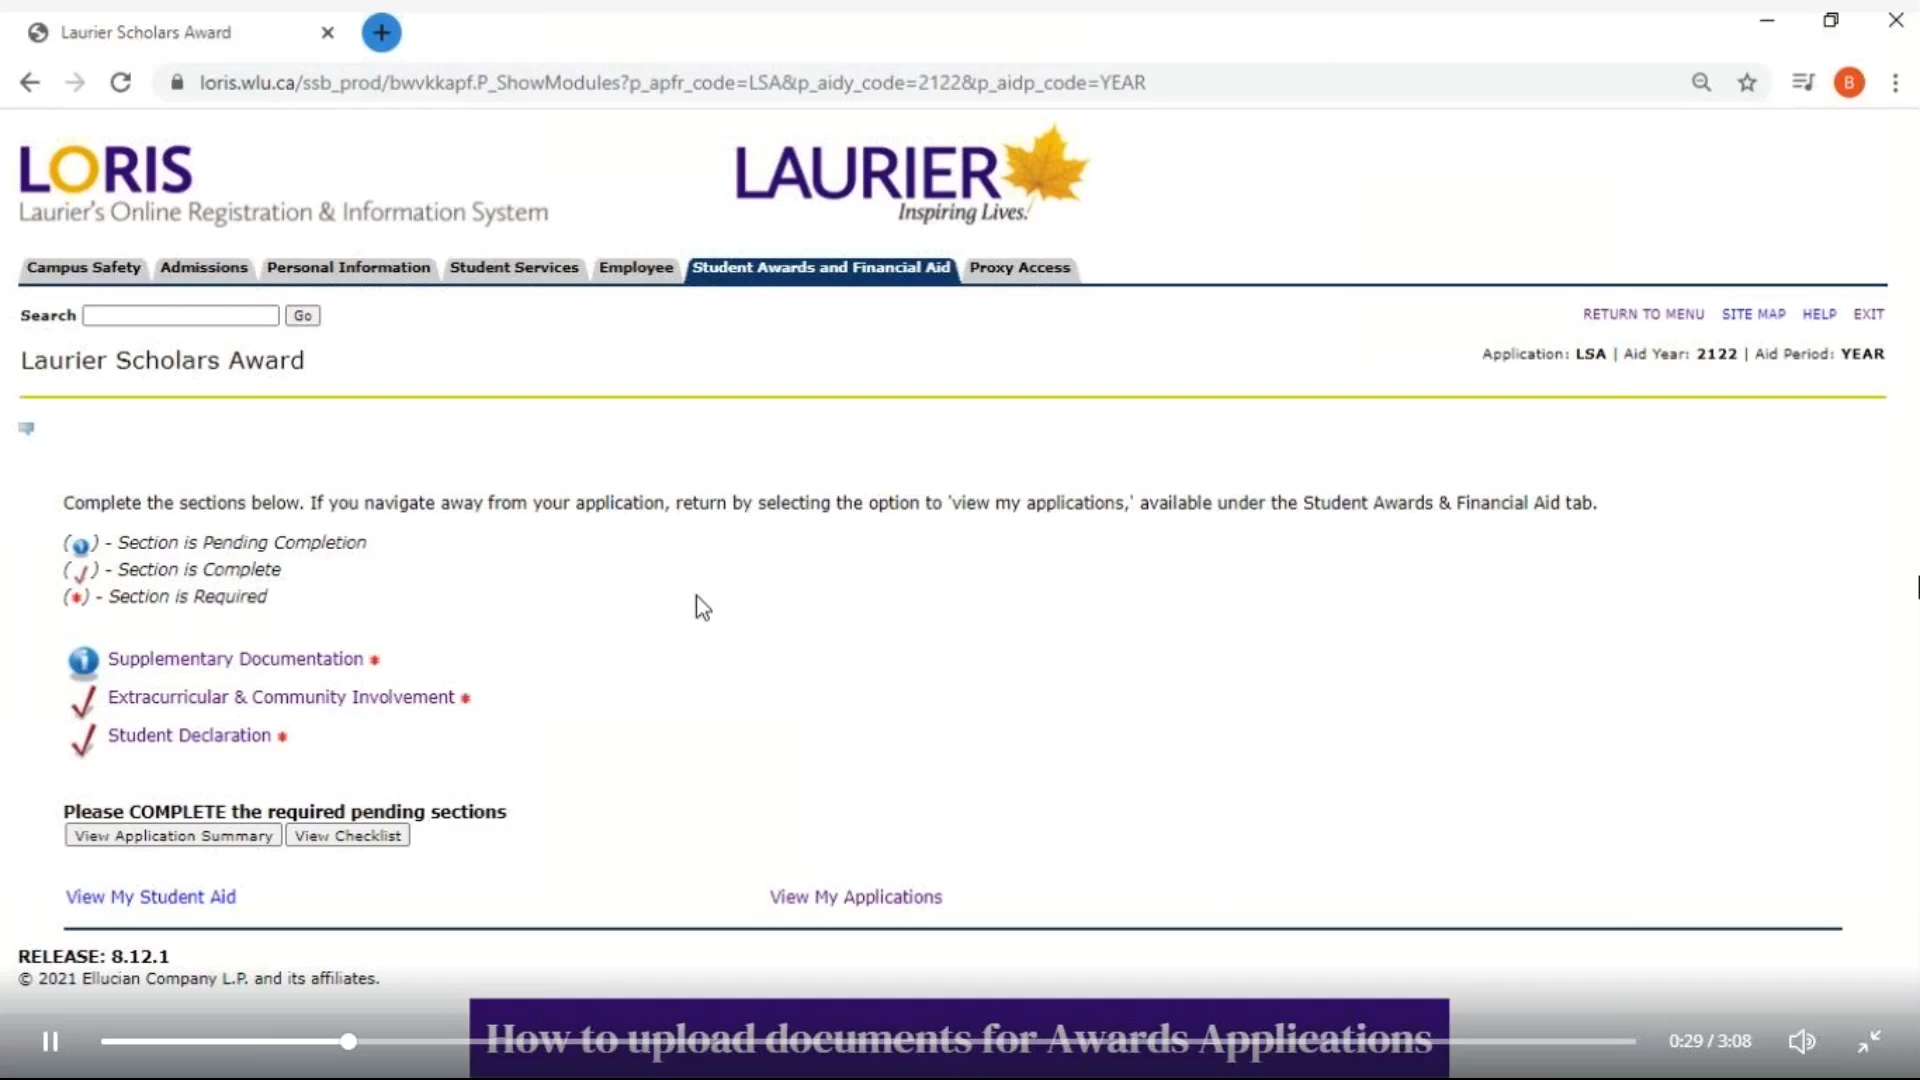 Laurier Scholars Award
loris.wlu.ca/ssb_prod/bwvkkapf.P_ShowModules?p_apfr_code=LSA&p_aidy_code=2122&p_aidp_code=YEAR
B
LORIS
Laurier's Online Registration & Information System
LAURIER
Inspiring Lives.
Campus Safety Admissions Personal Information Student Services Employee Student Awards and Financial Aid Proxy Access
Search Go
RETURN TO MENU SITE MAP HELP EXIT
Laurier Scholars Award
Application: LSA | Aid Year: 2122 | Aid Period: YEAR
Complete the sections below. If you navigate away from your application, return by selecting the option to 'view my applications,' available under the Student Awards & Financial Aid tab.
( ) - Section is Pending Completion
( ) - Section is Complete
(*) - Section is Required
Supplementary Documentation *
Extracurricular & Community Involvement *
Student Declaration *
Please COMPLETE the required pending sections
View Application Summary View Checklist
View My Student Aid View My Applications
RELEASE: 8.12.1
© 2021 Ellucian Company L.P. and its affiliates.
How to upload documents for Awards Applications
0:29 / 3:08